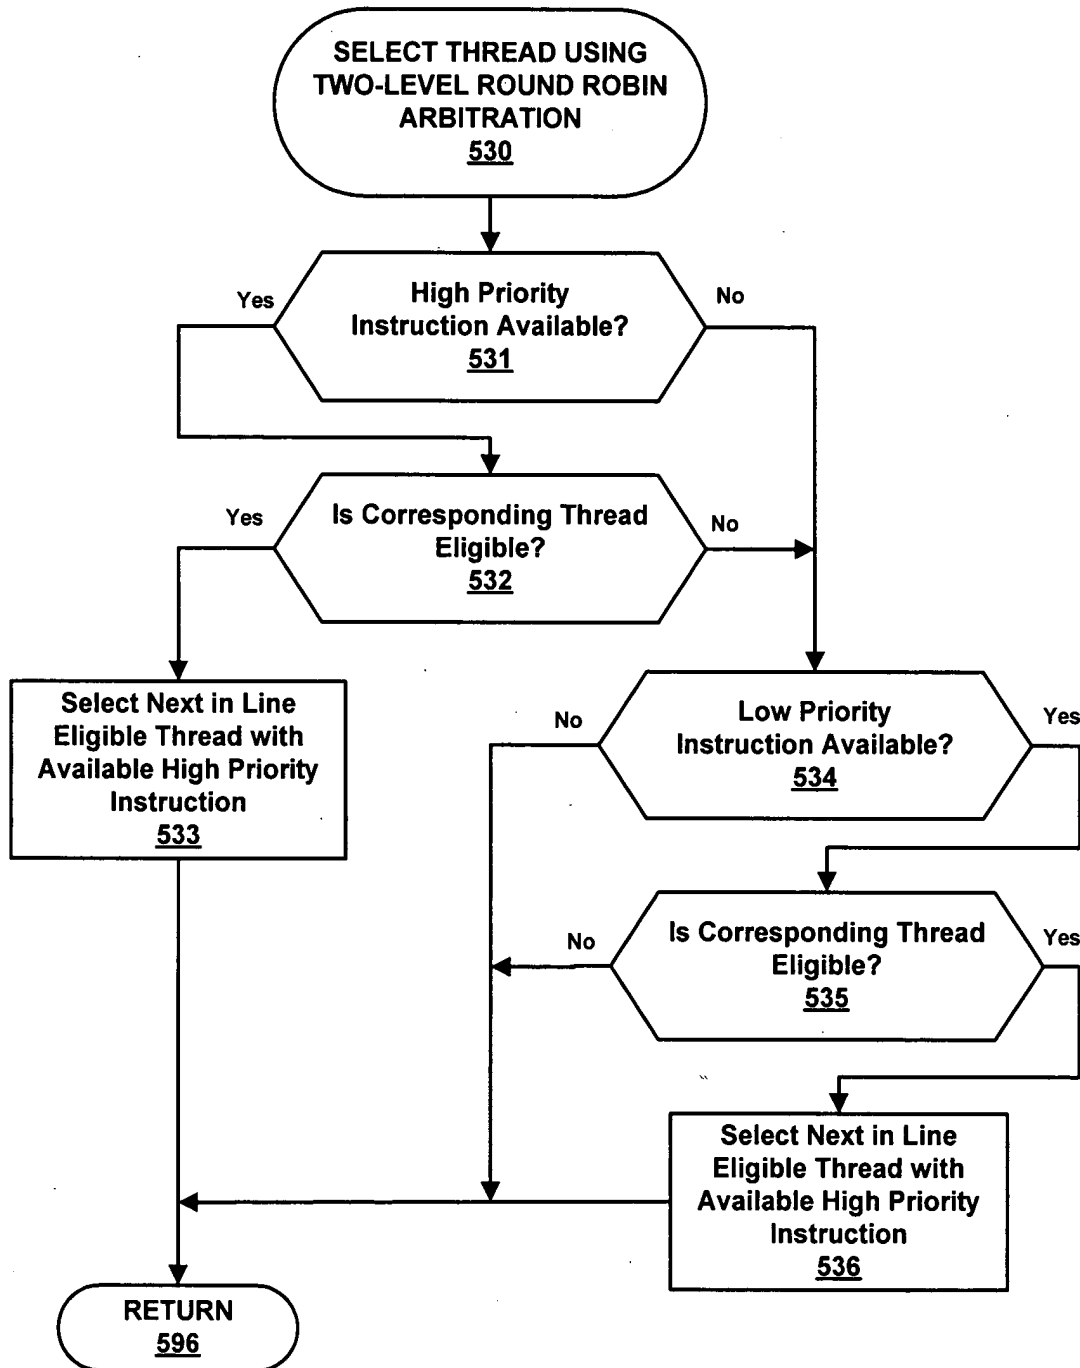 SELECT THREAD USING
TWO-LEVEL ROUND ROBIN
ARBITRATION
530
Yes
High Priority
Instruction Available?
531
No
Yes
Is Corresponding Thread
Eligible?
532
No
Select Next in Line
Eligible Thread with
Available High Priority
Instruction
533
No
Low Priority
Instruction Available?
534
Yes
No
Is Corresponding Thread
Eligible?
535
Yes
Select Next in Line
Eligible Thread with
Available High Priority
Instruction
536
RETURN
596